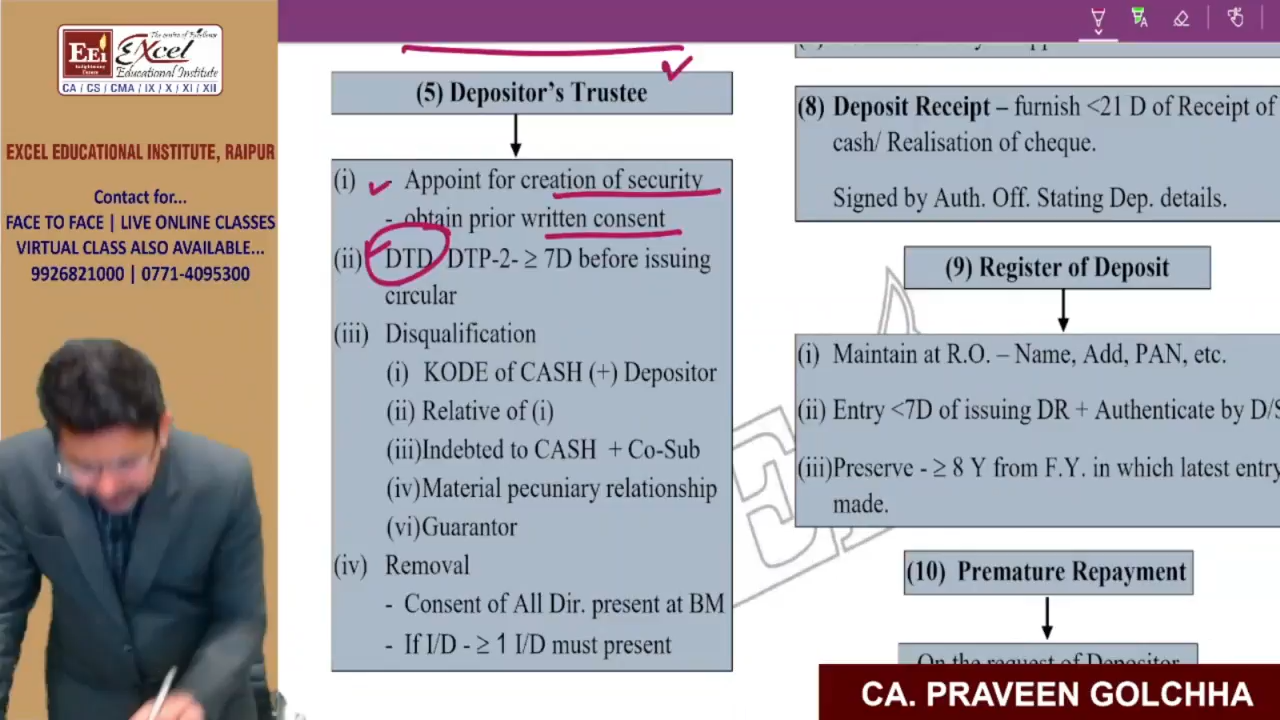 The centre of Excellence
EEi
Enlightening Future
Excel
Educational Institute
CA / CS / CMA / IX / X / XI / XII
EXCEL EDUCATIONAL INSTITUTE, RAIPUR
Contact for...
FACE TO FACE | LIVE ONLINE CLASSES
VIRTUAL CLASS ALSO AVAILABLE...
9926821000 | 0771-4095300
(5) Depositor's Trustee
(i) - Appoint for creation of security
- obtain prior written consent
(ii) DTD DTP-2- ≥ 7D before issuing
circular
(iii) Disqualification
(i) KODE of CASH (+) Depositor
(ii) Relative of (i)
(iii)Indebted to CASH + Co-Sub
(iv)Material pecuniary relationship
(vi)Guarantor
(iv) Removal
- Consent of All Dir. present at BM
- If I/D - ≥ 1 I/D must present
(8) Deposit Receipt – furnish <21 D of Receipt of
cash/ Realisation of cheque.
Signed by Auth. Off. Stating Dep. details.
(9) Register of Deposit
(i) Maintain at R.O. – Name, Add, PAN, etc.
(ii) Entry <7D of issuing DR + Authenticate by D/S
(iii)Preserve - ≥ 8 Y from F.Y. in which latest entry
made.
(10) Premature Repayment
On the request of Depositor
CA. PRAVEEN GOLCHHA